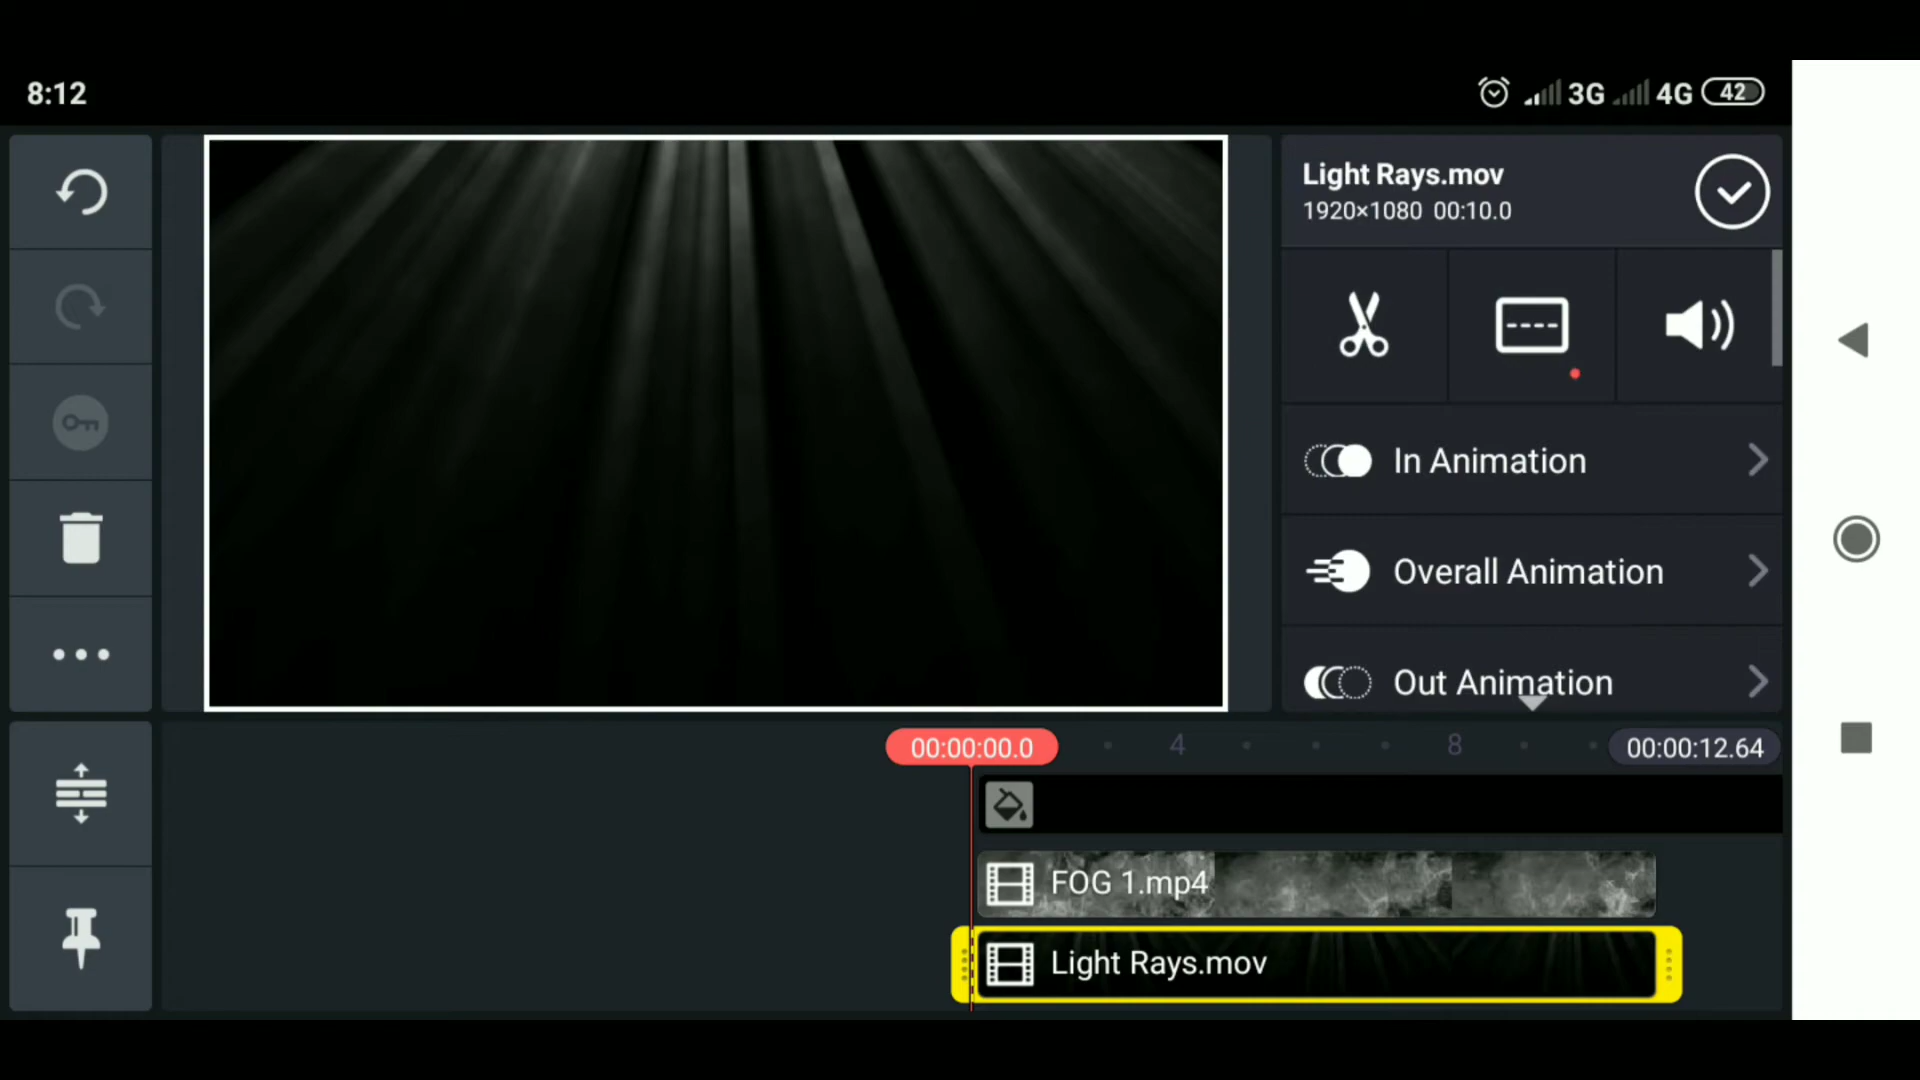 8:12
3G 4G 42
Light Rays.mov
1920×1080 00:10.0
In Animation
Overall Animation
Out Animation
00:00:00.0 4 8 00:00:12.64
FOG 1.mp4
Light Rays.mov